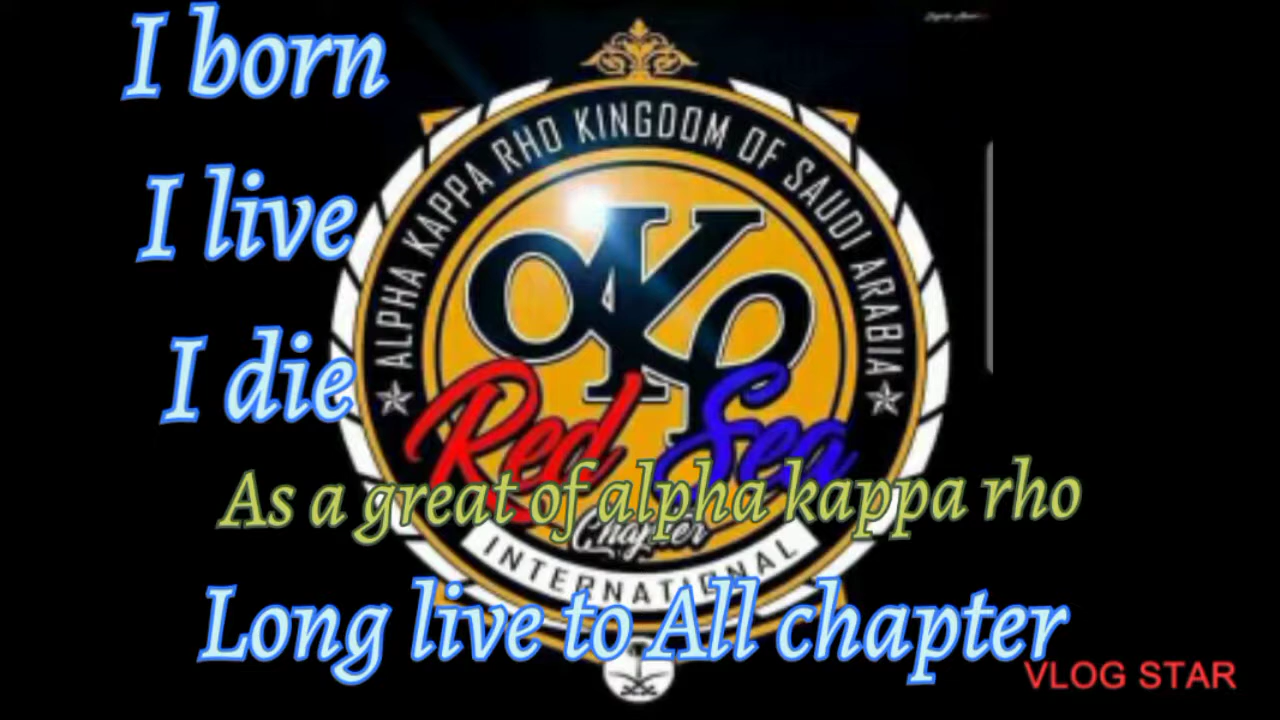 I born
I live
I die
ALPHA KAPPA RHO KINGDOM OF SAUDI ARABIA
AKP
Red Sea
Chapter
As a great of alpha kappa rho
INTERNATIONAL
Long live to All chapter
VLOG STAR